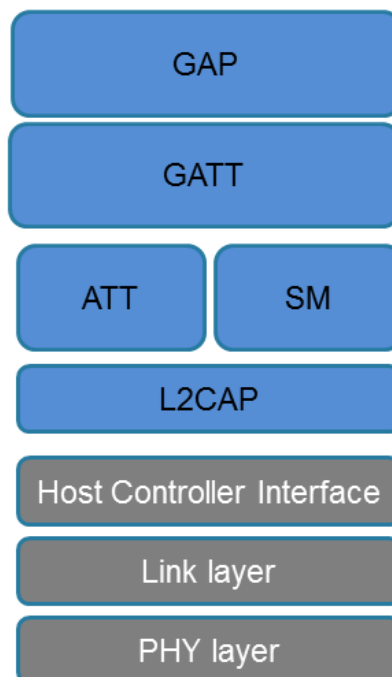 GAP
GATT
ATT SM
L2CAP
Host Controller Interface
Link layer
PHY layer